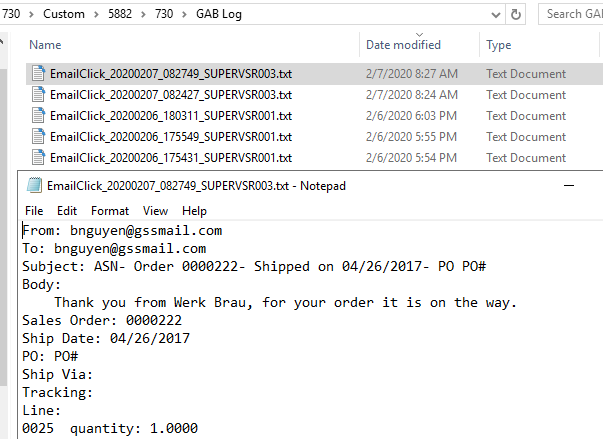 730 > Custom > 5882 > 730 > GAB Log
Search GAB
Name Date modified Type
EmailClick_20200207_082749_SUPERVSR003.txt 2/7/2020 8:27 AM Text Document
EmailClick_20200207_082427_SUPERVSR003.txt 2/7/2020 8:24 AM Text Document
EmailClick_20200206_180311_SUPERVSR001.txt 2/6/2020 6:03 PM Text Document
EmailClick_20200206_175549_SUPERVSR001.txt 2/6/2020 5:55 PM Text Document
EmailClick_20200206_175431_SUPERVSR001.txt 2/6/2020 5:54 PM Text Document
EmailClick_20200207_082749_SUPERVSR003.txt - Notepad
File Edit Format View Help
From: bnguyen@gssmail.com
To: bnguyen@gssmail.com
Subject: ASN- Order 0000222- Shipped on 04/26/2017- PO PO#
Body:
Thank you from Werk Brau, for your order it is on the way.
Sales Order: 0000222
Ship Date: 04/26/2017
PO: PO#
Ship Via:
Tracking:
Line:
0025 quantity: 1.0000